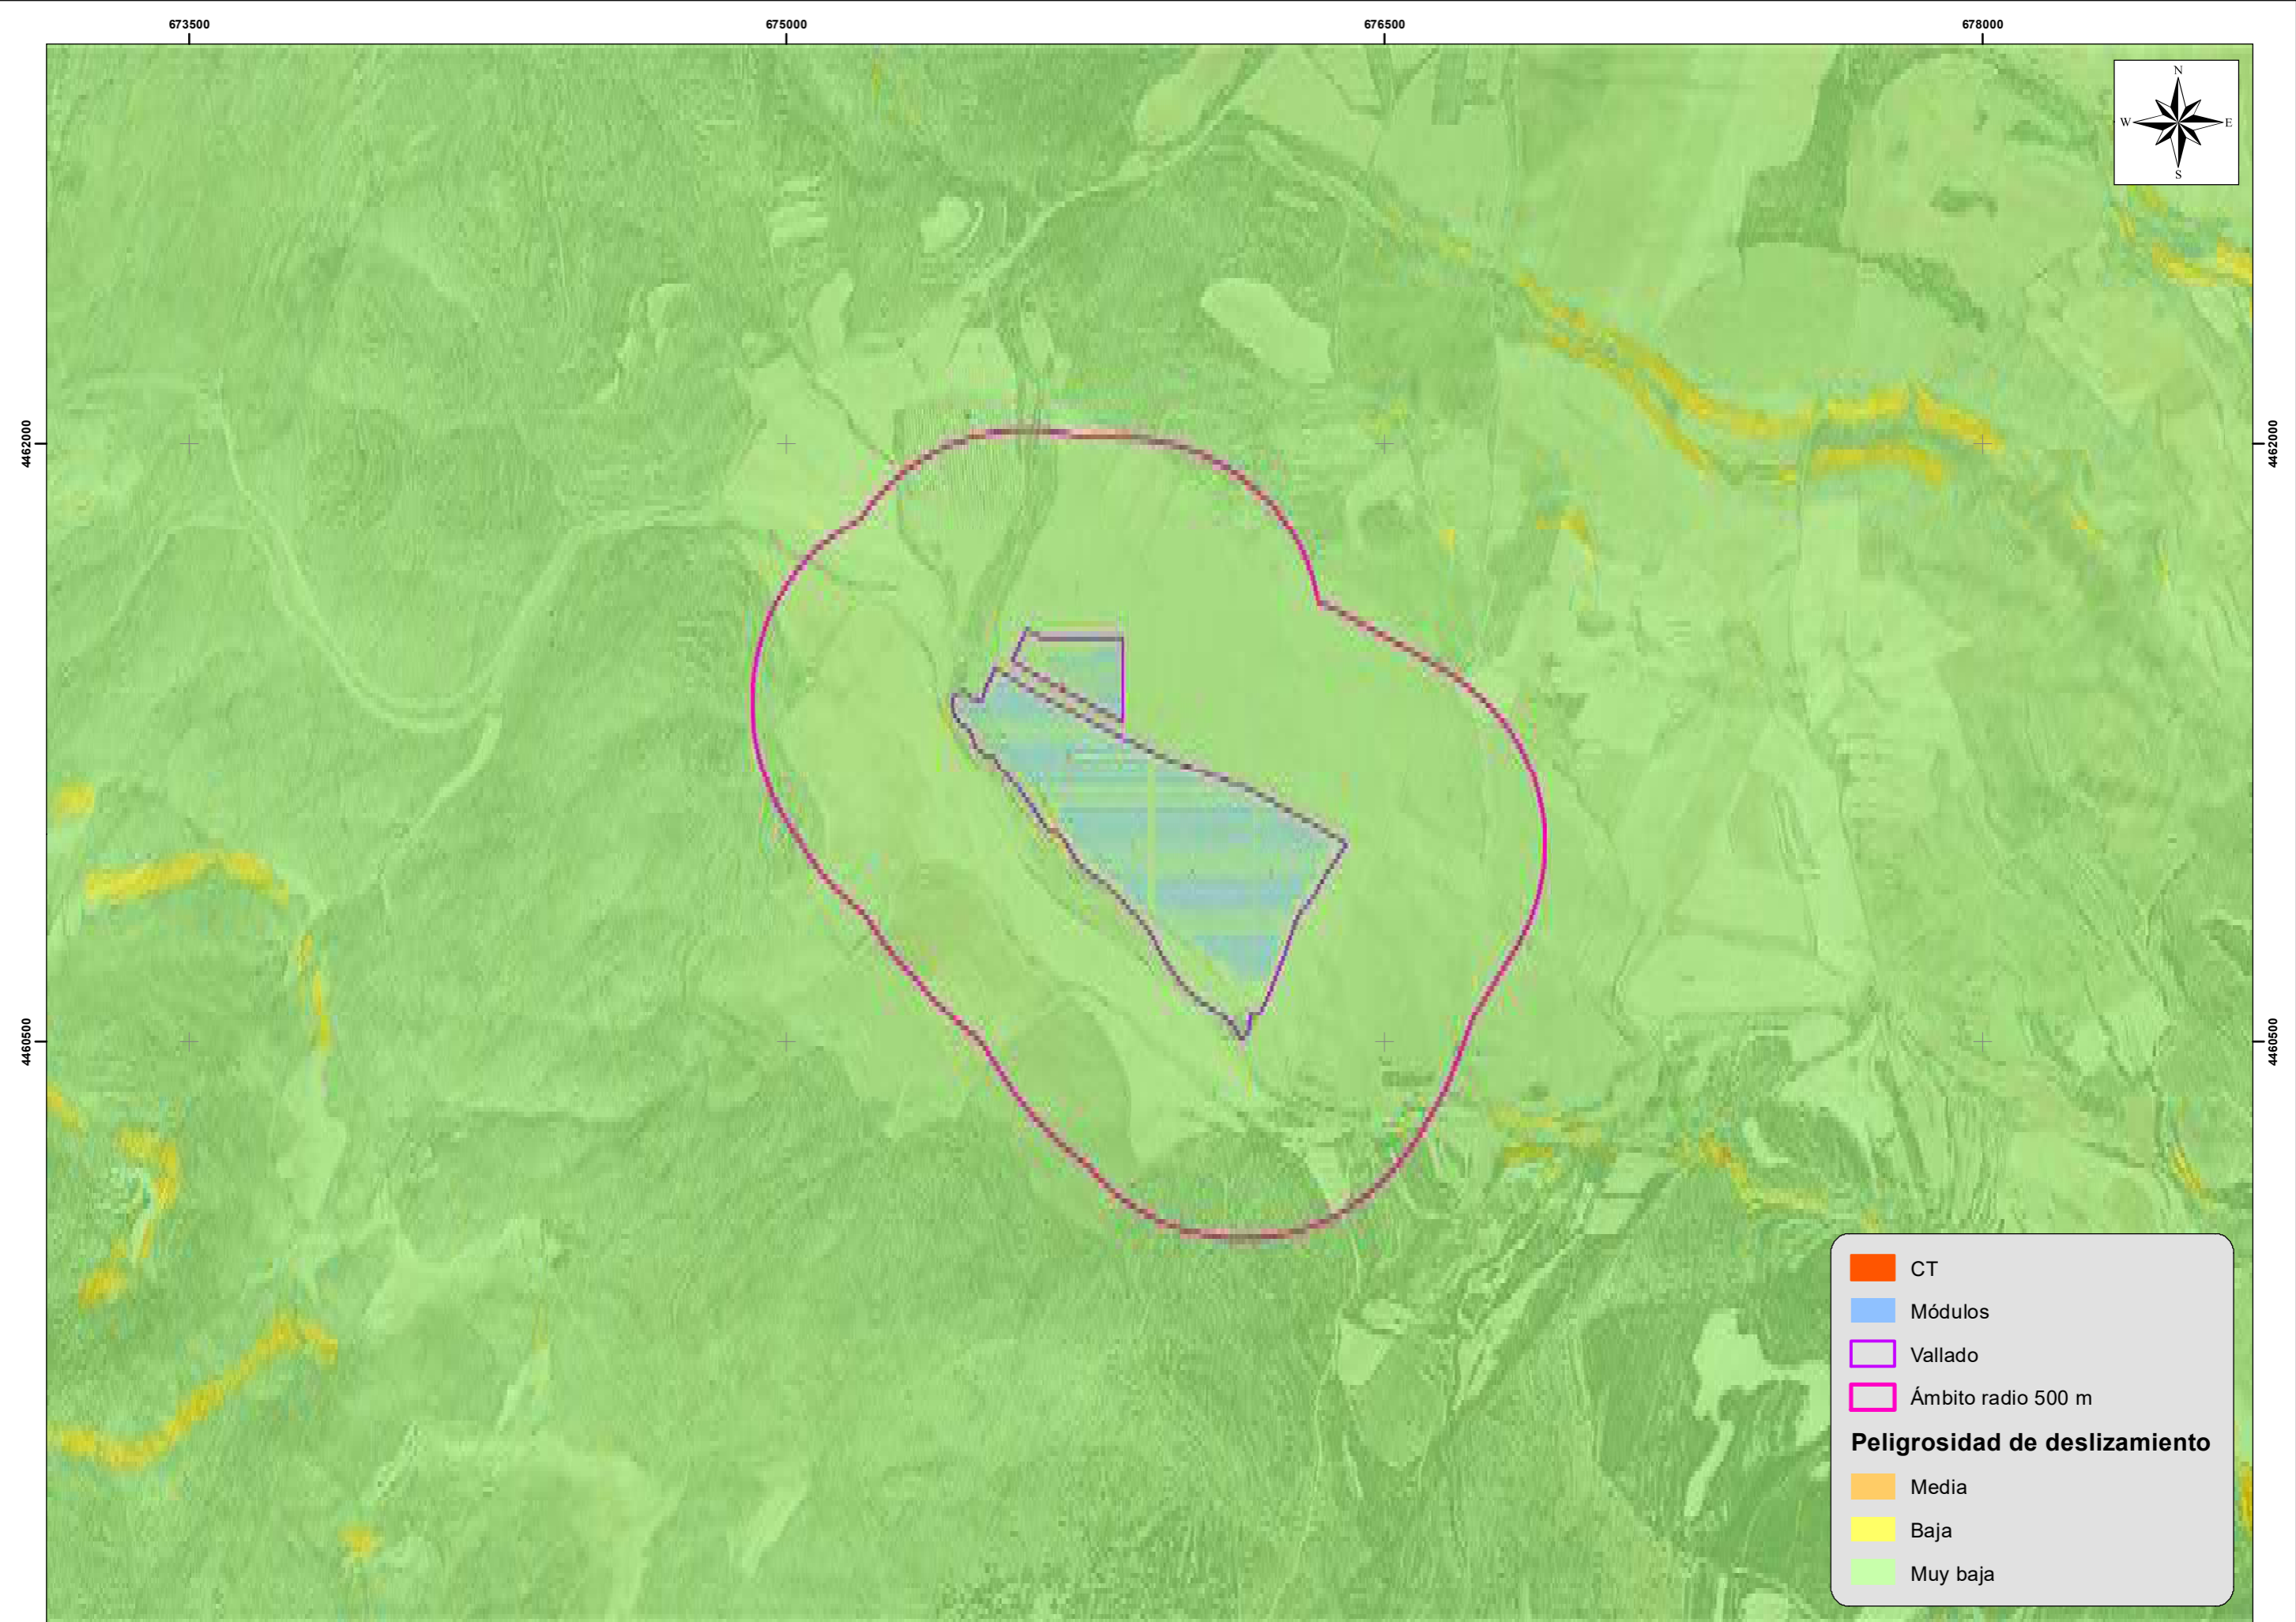 673500
675000
676500
678000
N
W
E
S
4462000
4462000
4460500
4460500
CT
Módulos
Vallado
Ámbito radio 500 m
Peligrosidad de deslizamiento
Media
Baja
Muy baja